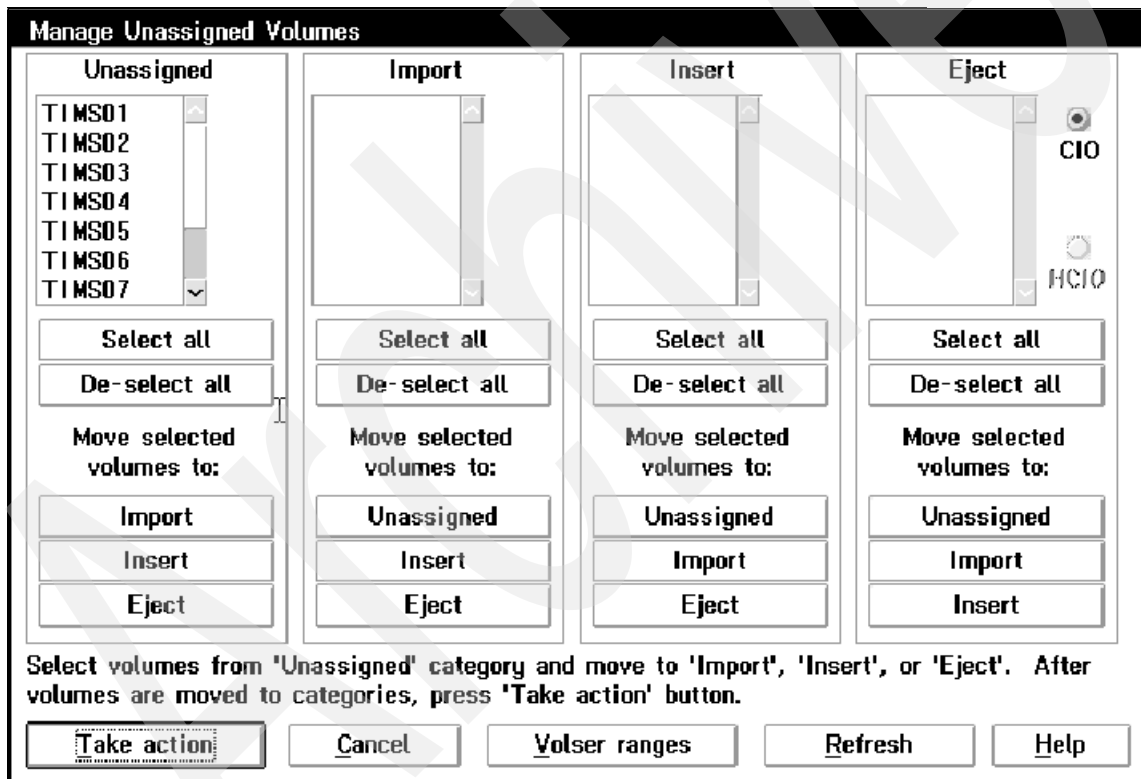 Manage Unassigned Volumes
Unassigned
TIMS01
TIMS02
TIMS03
TIMS04
TIMS05
TIMS06
TIMS07
Select all
De-select all
Move selected
volumes to:
Import
Insert
Eject
Import
Select all
De-select all
Move selected
volumes to:
Unassigned
Insert
Eject
Insert
Select all
De-select all
Move selected
volumes to:
Unassigned
Import
Eject
Eject
CIO
HCIO
Select all
De-select all
Move selected
volumes to:
Unassigned
Import
Insert
Select volumes from 'Unassigned' category and move to 'Import', 'Insert', or 'Eject'. After
volumes are moved to categories, press 'Take action' button.
Take action
Cancel
Volser ranges
Refresh
Help